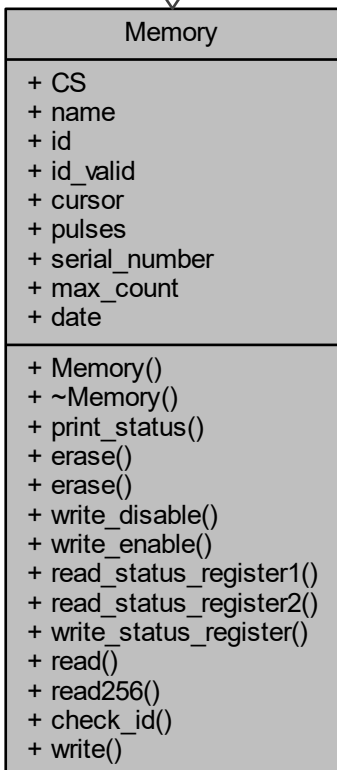 Memory
+ CS
+ name
+ id
+ id_valid
+ cursor
+ pulses
+ serial_number
+ max_count
+ date
+ Memory()
+ ~Memory()
+ print_status()
+ erase()
+ erase()
+ write_disable()
+ write_enable()
+ read_status_register1()
+ read_status_register2()
+ write_status_register()
+ read()
+ read256()
+ check_id()
+ write()